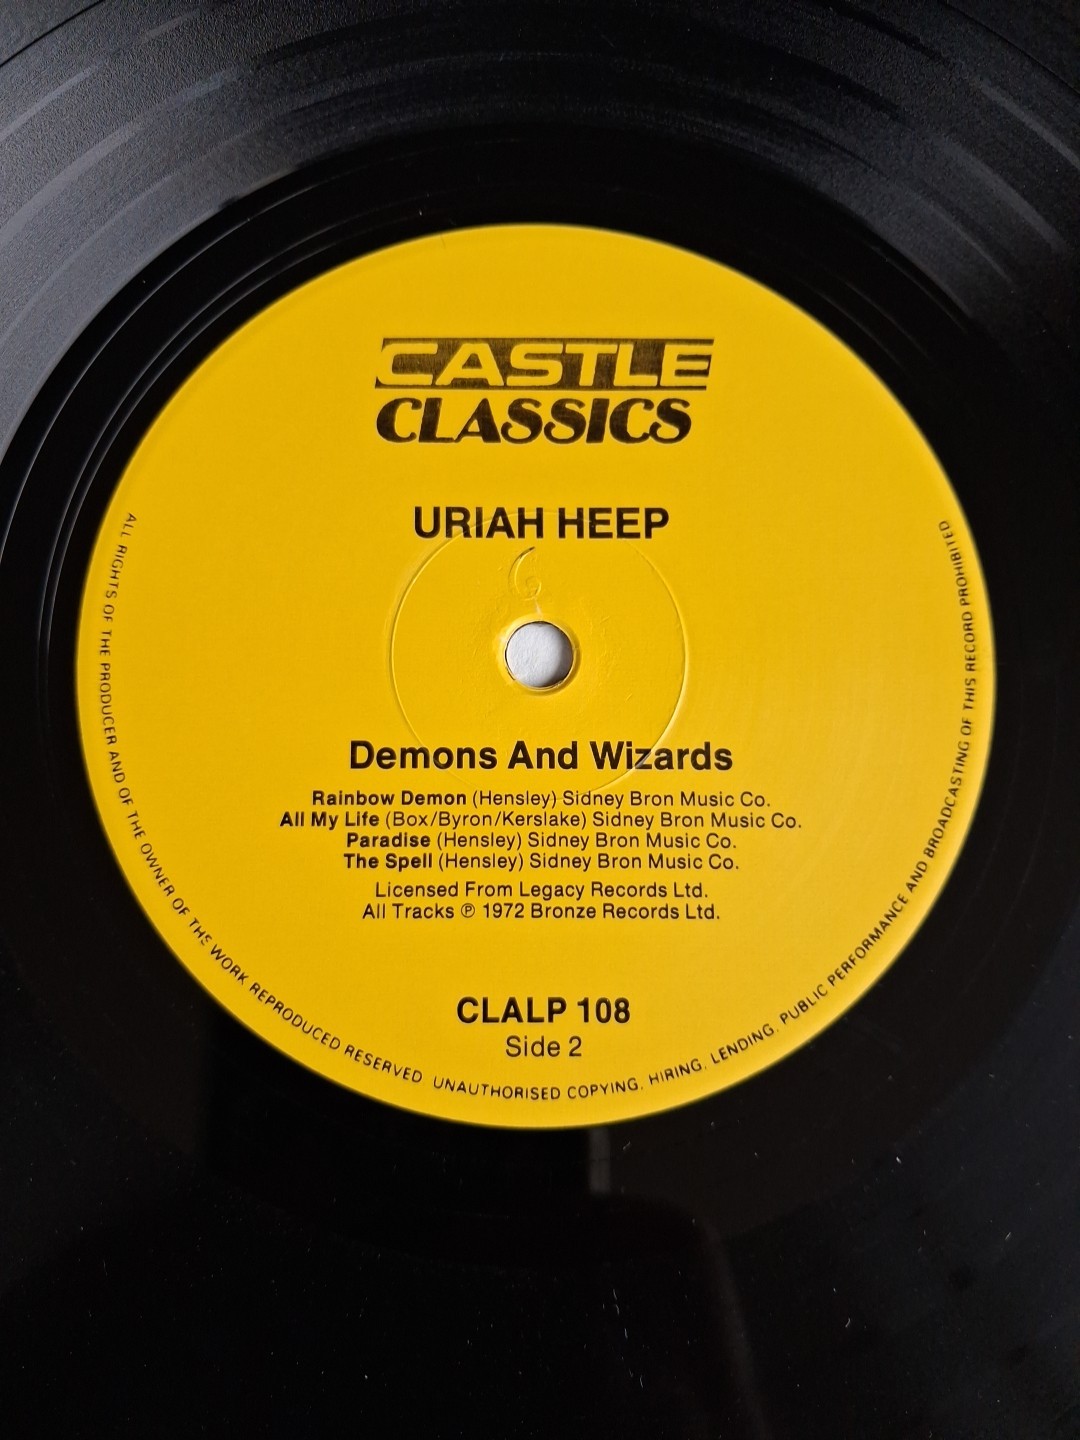 CASTLE
CLASSICS
URIAH HEEP
6
Demons And Wizards
Rainbow Demon (Hensley) Sidney Bron Music Co.
All My Life (Box/Byron/Kerslake) Sidney Bron Music Co.
Paradise (Hensley) Sidney Bron Music Co.
The Spell (Hensley) Sidney Bron Music Co.
Licensed From Legacy Records Ltd.
All Tracks ℗ 1972 Bronze Records Ltd.
CLALP 108
Side 2
ALL RIGHTS OF THE PRODUCER AND OF THE OWNER OF THE WORK REPRODUCED RESERVED UNAUTHORISED COPYING, HIRING, LENDING, PUBLIC PERFORMANCE AND BROADCASTING OF THIS RECORD PROHIBITED